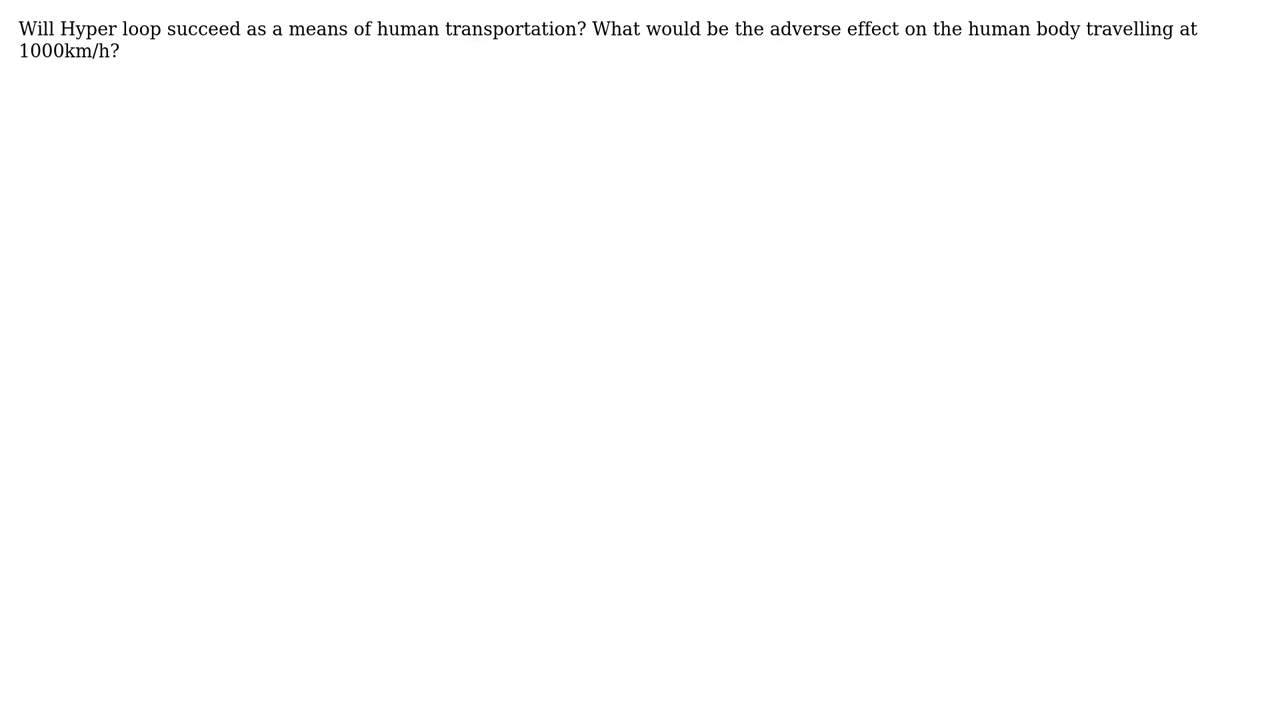 Will Hyper loop succeed as a means of human transportation? What would be the adverse effect on the human body travelling at
1000km/h?